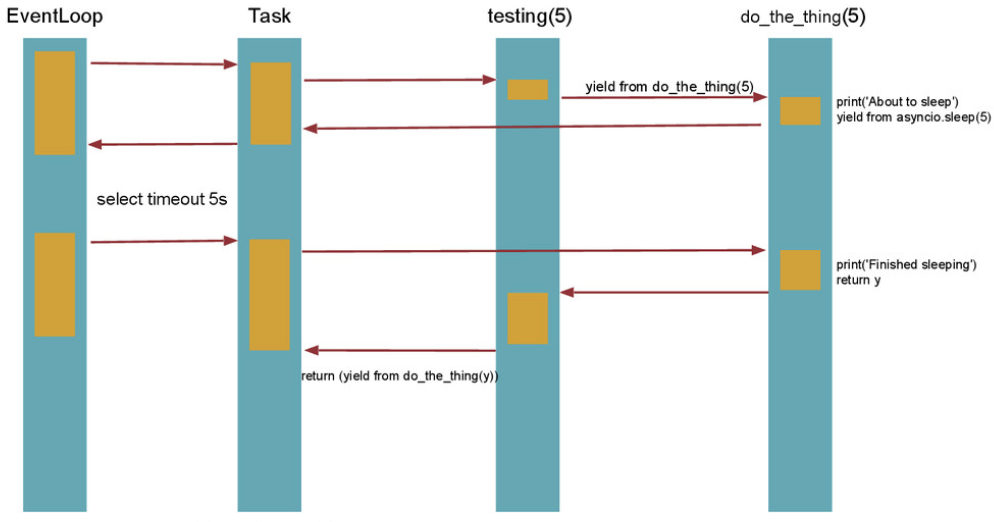 EventLoop
Task
testing(5)
do_the_thing(5)
yield from do_the_thing(5)
print('About to sleep')
yield from asyncio.sleep(5)
select timeout 5s
print('Finished sleeping')
return y
return (yield from do_the_thing(y))